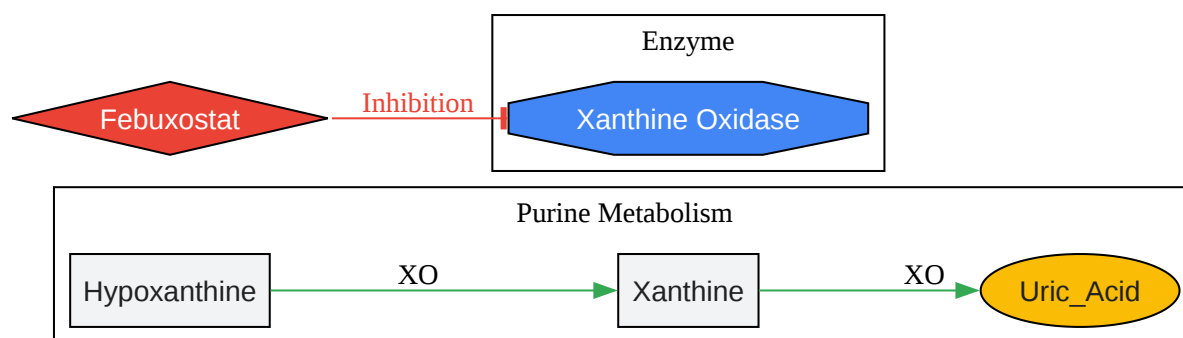 Enzyme
Febuxostat
Inhibition
Xanthine Oxidase
Purine Metabolism
Hypoxanthine
XO
Xanthine
XO
Uric_Acid